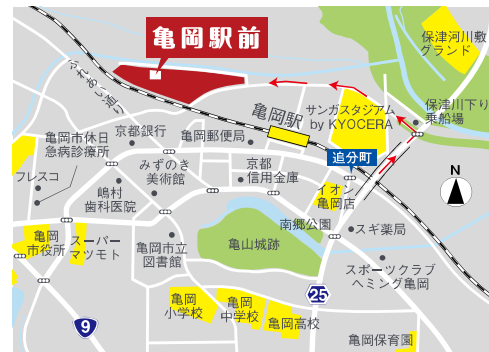 亀岡駅前
保津河川敷
グランド
ふれあい通り
亀岡駅
サンガスタジアム
by KYOCERA
保津川下り
乗船場
亀岡市休日
急病診療所
京都銀行
亀岡郵便局
追分町
フレスコ
みずのき
美術館
京都
信用金庫
イオン
亀岡店
N
嶋村
歯科医院
南郷公園
スギ薬局
亀岡
市役所
スーパー
マツモト
亀岡市立
図書館
亀山城跡
スポーツクラブ
ヘミング亀岡
25
亀岡
小学校
亀岡
中学校
亀岡高校
9
亀岡保育園